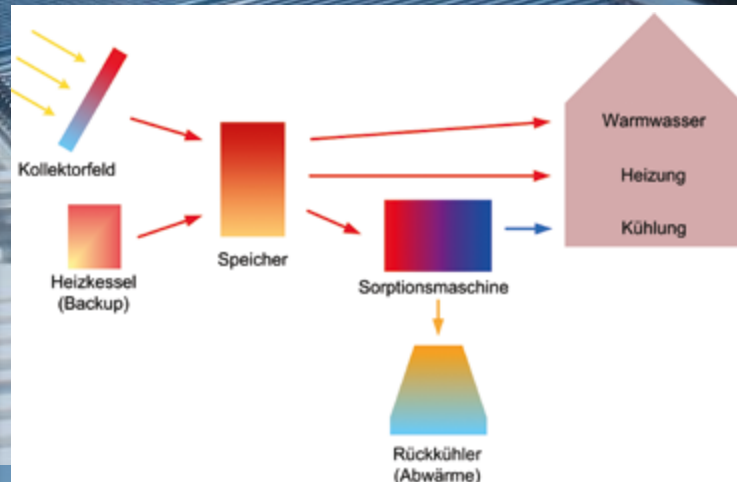 Kollektorfeld
Heizkessel
(Backup)
Speicher
Sorptionsmaschine
Rückkühler
(Abwärme)
Warmwasser
Heizung
Kühlung